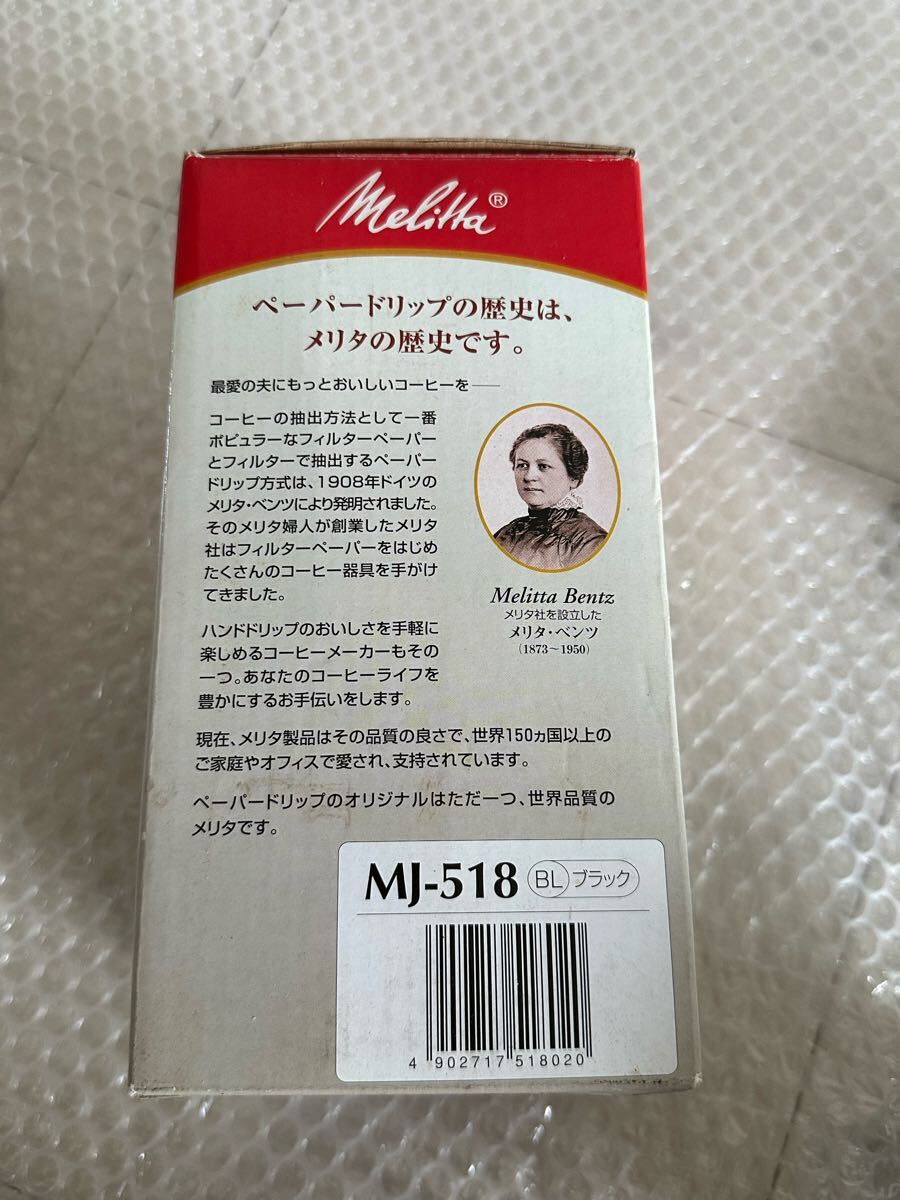 Melitta®
ペーパードリップの歴史は、
メリタの歴史です。
最愛の夫にもっとおいしいコーヒーを――
コーヒーの抽出方法として一番
ポピュラーなフィルターペーパー
とフィルターで抽出するペーパー
ドリップ方式は、1908年ドイツの
メリタ・ベンツにより発明されました。
そのメリタ婦人が創業したメリタ
社はフィルターペーパーをはじめ
たくさんのコーヒー器具を手がけ
てきました。
Melitta Bentz
メリタ社を設立した
メリタ・ベンツ
(1873～1950)
ハンドドリップのおいしさを手軽に
楽しめるコーヒーメーカーもその
一つ。あなたのコーヒーライフを
豊かにするお手伝いをします。
現在、メリタ製品はその品質の良さで、世界150ヵ国以上の
ご家庭やオフィスで愛され、支持されています。
ペーパードリップのオリジナルはただ一つ、世界品質の
メリタです。
MJ-518 BL ブラック
4 902717 518020